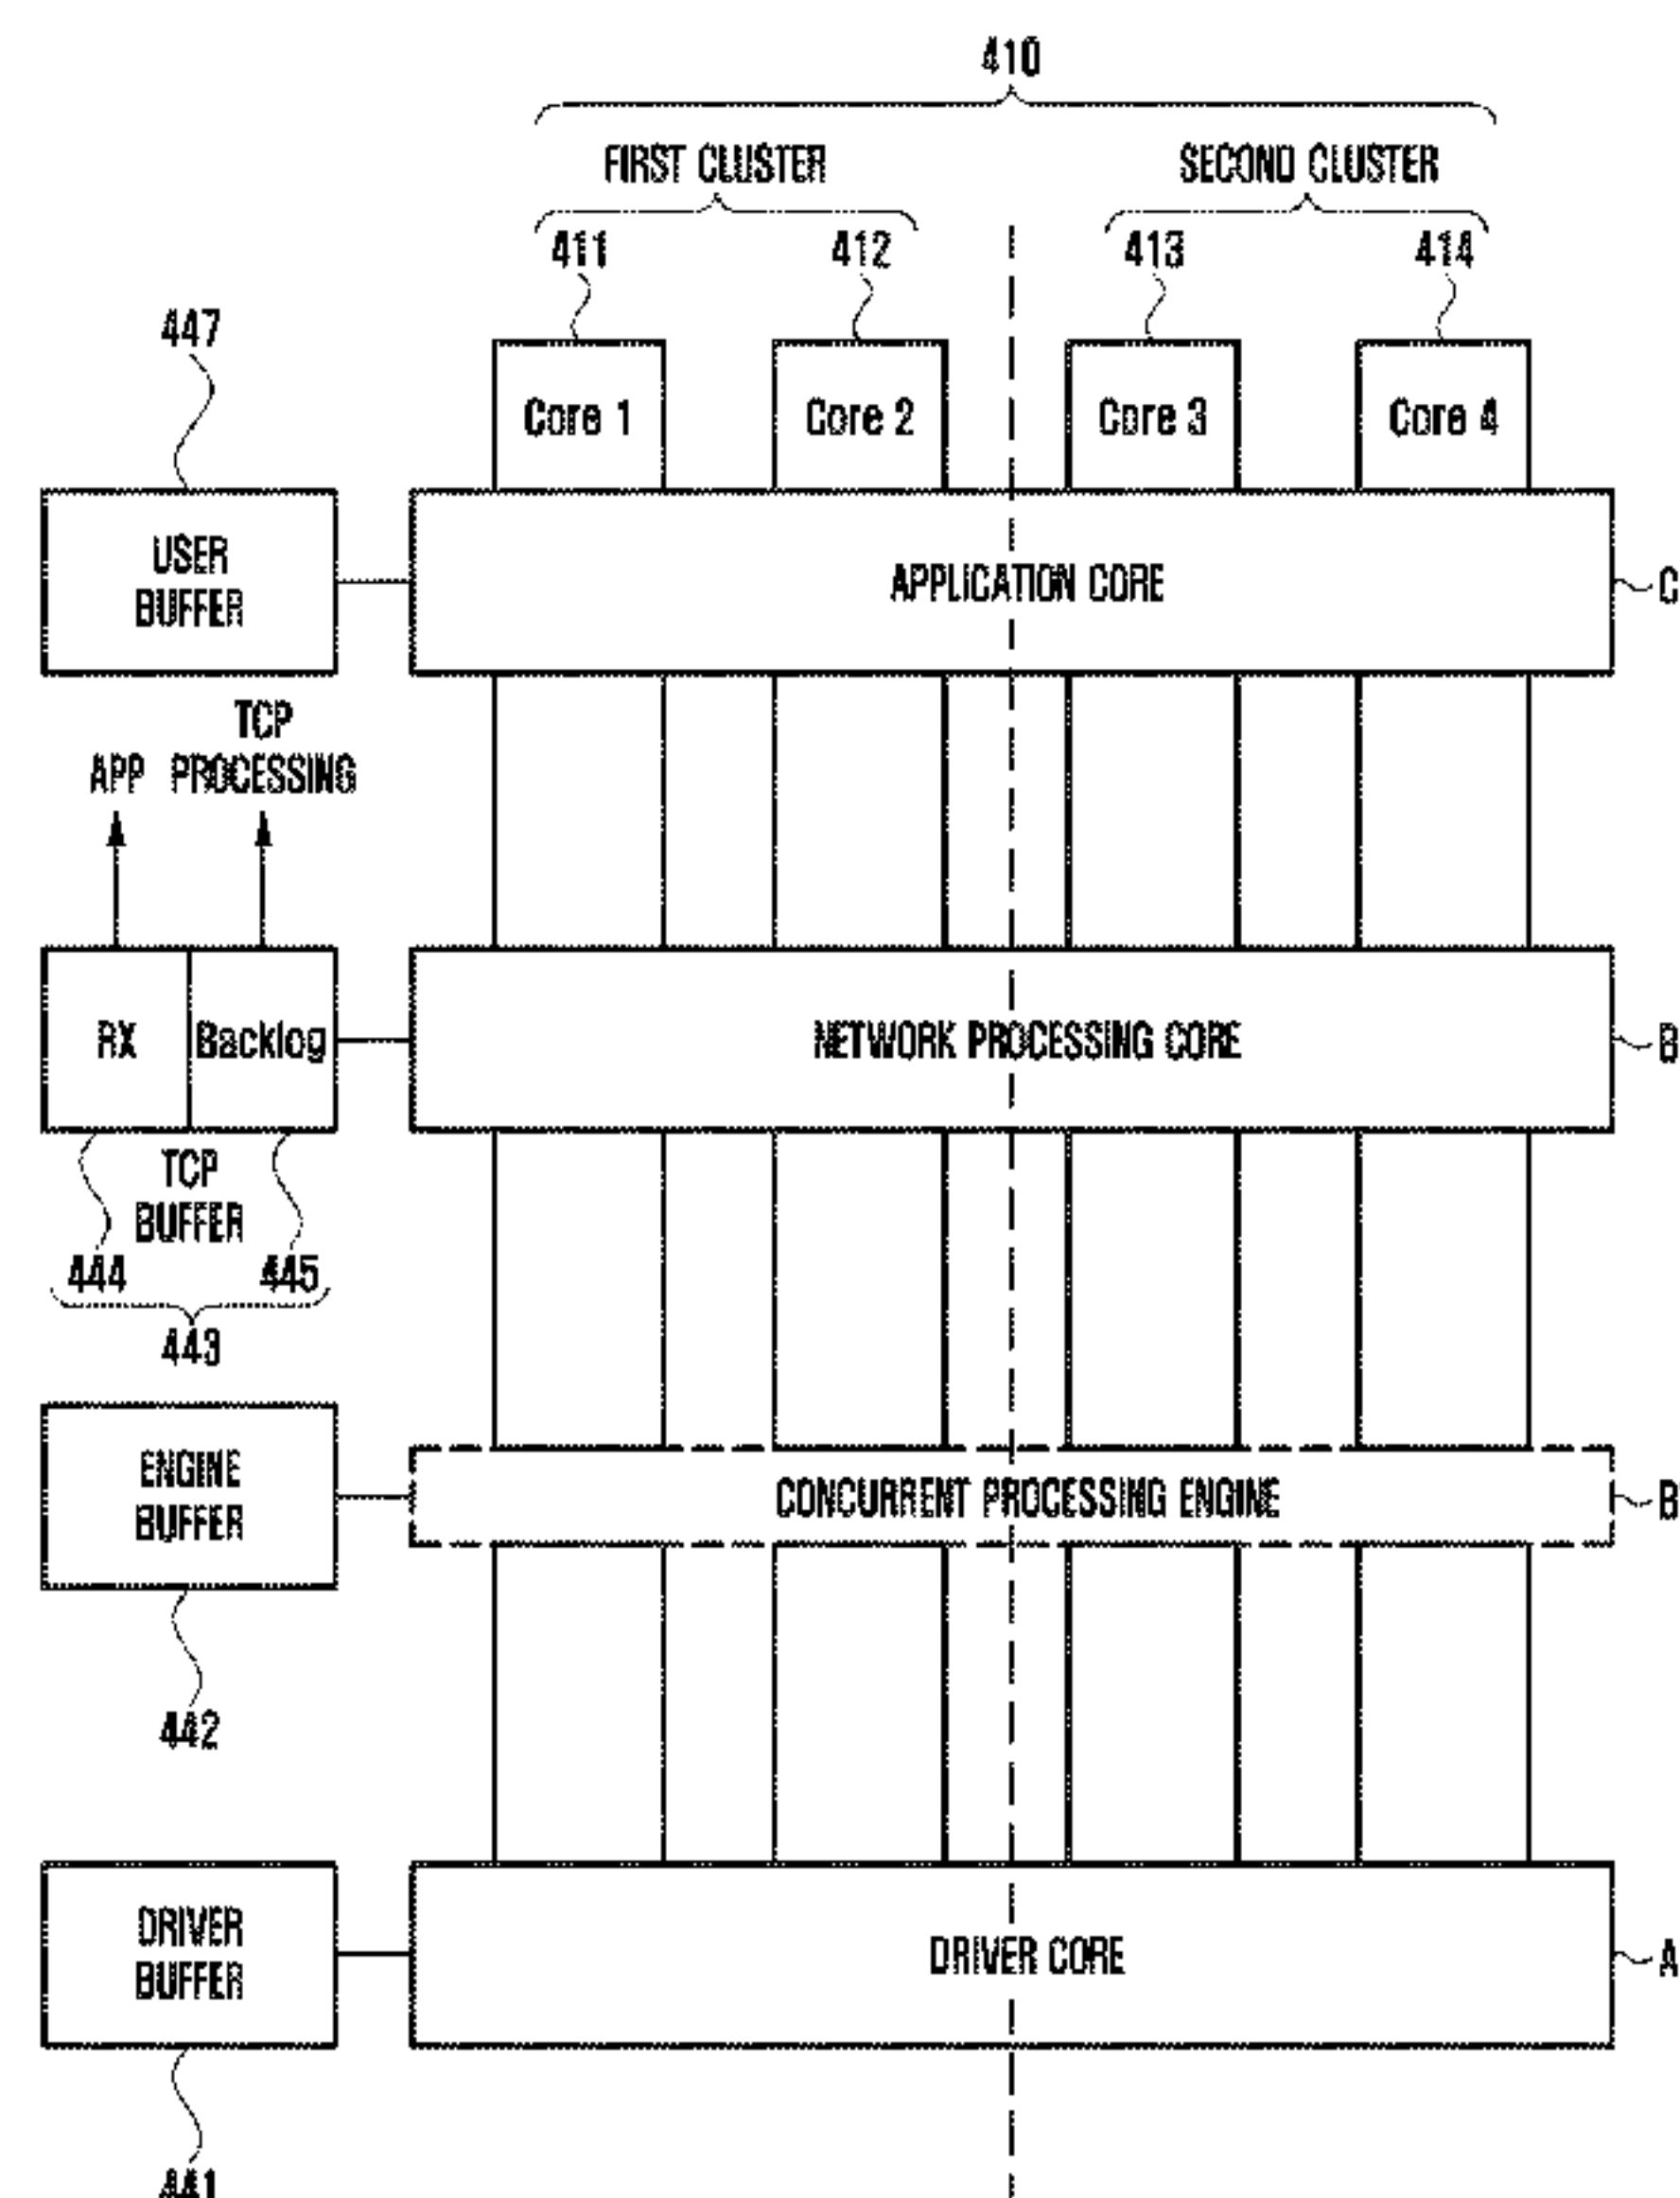 410
FIRST CLUSTER
SECOND CLUSTER
411
412
413
414
447
Core 1
Core 2
Core 3
Core 4
USER
BUFFER
APPLICATION CORE
C
TCP
APP PROCESSING
RX
Backlog
NETWORK PROCESSING CORE
B
TCP
BUFFER
444
445
443
ENGINE
BUFFER
CONCURRENT PROCESSING ENGINE
B
442
DRIVER
BUFFER
DRIVER CORE
A
441